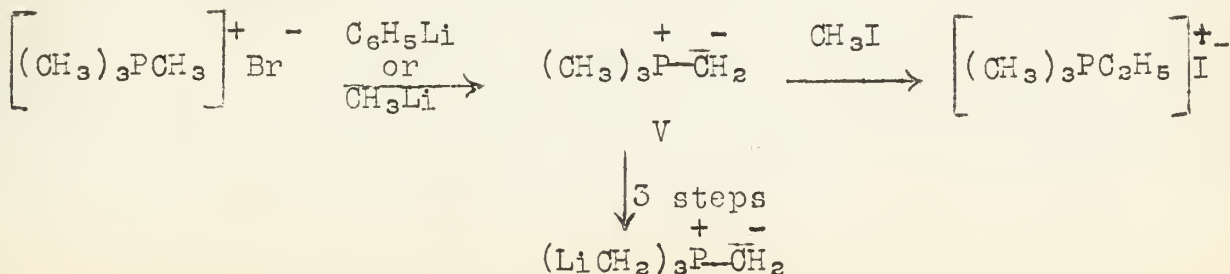 [(CH₃)₃PCH₃]⁺Br⁻ C₆H₅Li or CH₃Li (CH₃)₃P⁺—C̅H₂⁻ CH₃I [(CH₃)₃PC₂H₅]⁺I⁻
V
3 steps
(LiCH₂)₃P⁺—C̅H₂⁻